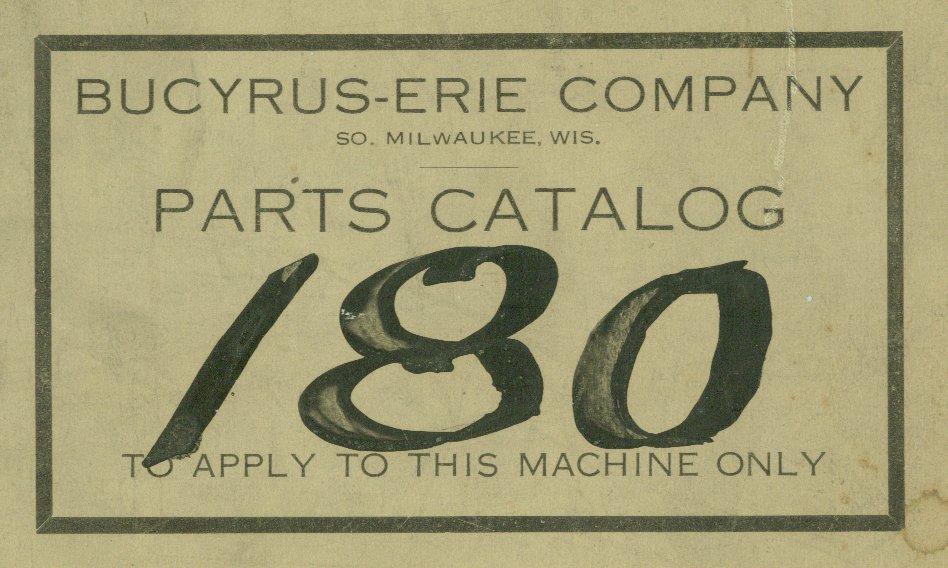 BUCYRUS-ERIE COMPANY
SO. MILWAUKEE, WIS.
PARTS CATALOG
180
TO APPLY TO THIS MACHINE ONLY